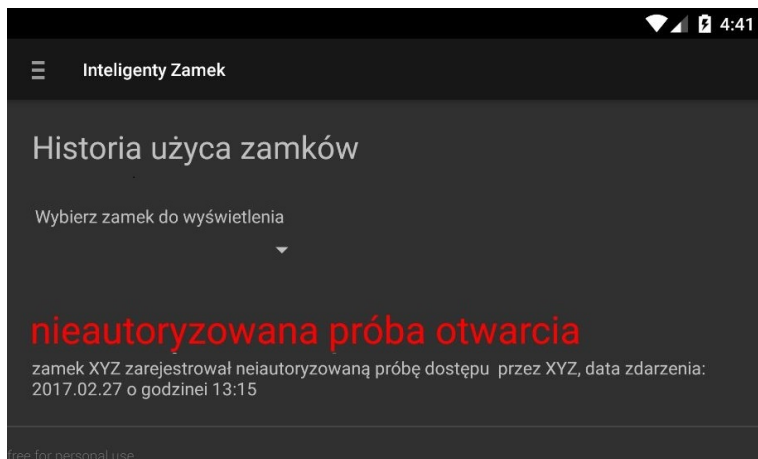 4:41
Inteligenty Zamek
Historia użyca zamków
Wybierz zamek do wyświetlenia
nieautoryzowana próba otwarcia
zamek XYZ zarejestrował neiautoryzowaną próbę dostępu przez XYZ, data zdarzenia:
2017.02.27 o godzinei 13:15
free for personal use